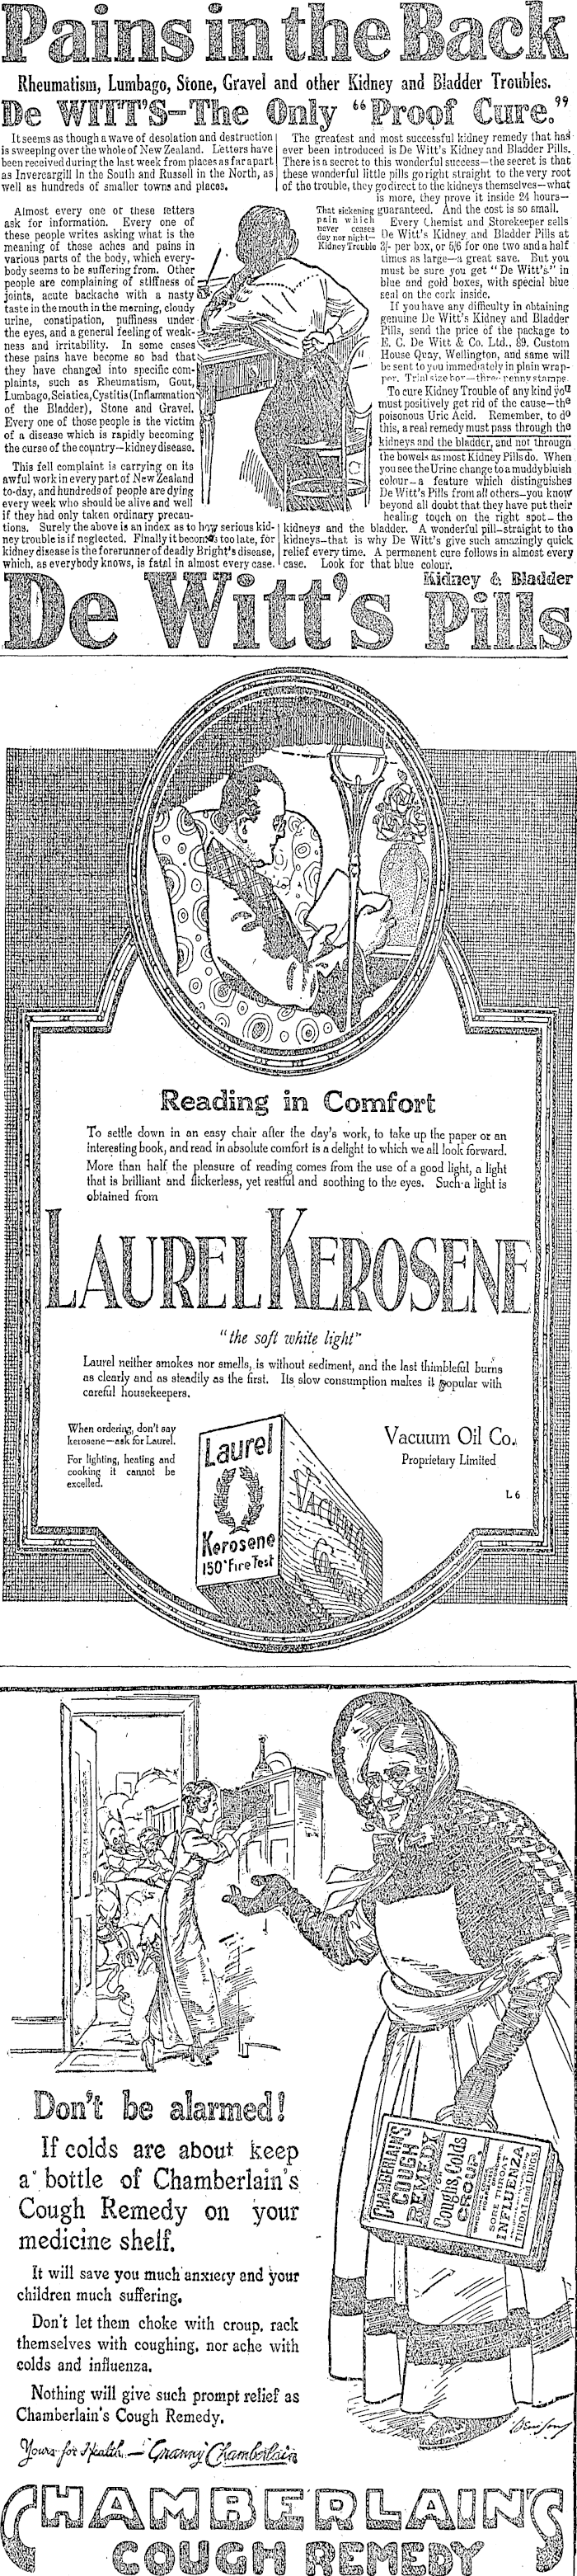 Pains in the Back
Rheumatism, Lumbago, Stone, Gravel and other Kidney and Bladder Troubles.
De WITT'S—The Only "Proof Cure."
It seems as though a wave of desolation and destruction
is sweeping over the whole of New Zealand. Letters have
been received during the last week from places as far apart
as Invercargill in the South and Russell in the North, as
well as hundreds of smaller towns and places.
Almost every one of these letters
ask for information. Every one of
these people writes asking what is the
meaning of these aches and pains in
various parts of the body, which every-
body seems to be suffering from. Other
people are complaining of stiffness of
joints, acute backache with a nasty
taste in the mouth in the morning, cloudy
urine, constipation, puffiness under
the eyes, and a general feeling of weak-
ness and irritability. In some cases
these pains have become so bad that
they have changed into specific com-
plaints, such as Rheumatism, Gout,
Lumbago, Sciatica, Cystitis (Inflammation
of the Bladder), Stone and Gravel.
Every one of those people is the victim
of a disease which is rapidly becoming
the curse of the country—kidney disease.
This fell complaint is carrying on its
awful work in every part of New Zealand
to-day, and hundreds of people are dying
every week who should be alive and well
if they had only taken ordinary precau-
tions. Surely the above is an index as to how serious kid-
ney trouble is if neglected. Finally it becomes too late, for
kidney disease is the forerunner of deadly Bright's disease,
which, as everybody knows, is fatal in almost every case.
That sickening
pain which
never ceases
day nor night—
Kidney Trouble
The greatest and most successful kidney remedy that has
ever been introduced is De Witt's Kidney and Bladder Pills.
There is a secret to this wonderful success—the secret is that
these wonderful little pills go right straight to the very root
of the trouble, they go direct to the kidneys themselves—what
is more, they prove it inside 24 hours—
guaranteed. And the cost is so small.
Every Chemist and Storekeeper sells
De Witt's Kidney and Bladder Pills at
3/- per box, or 5/6 for one two and a half
times as large—a great save. But you
must be sure you get "De Witt's" in
blue and gold boxes, with special blue
seal on the cork inside.
If you have any difficulty in obtaining
genuine De Witt's Kidney and Bladder
Pills, send the price of the package to
E. C. De Witt & Co. Ltd., 89, Custom
House Quay, Wellington, and same will
be sent to you immediately in plain wrap-
per. Trial size box—three penny stamps.
To cure Kidney Trouble of any kind you
must positively get rid of the cause—the
poisonous Uric Acid. Remember, to do
this, a real remedy must pass through the
kidneys and the bladder, and not through
the bowels as most Kidney Pills do. When
you see the Urine change to a muddy bluish
colour—a feature which distinguishes
De Witt's Pills from all others—you know
beyond all doubt that they have put their
healing touch on the right spot—the
kidneys and the bladder. A wonderful pill—straight to the
kidneys—that is why De Witt's give such amazingly quick
relief every time. A permanent cure follows in almost every
case. Look for that blue colour.
De Witt's Kidney & Bladder Pills
Reading in Comfort
To settle down in an easy chair after the day's work, to take up the paper or an
interesting book, and read in absolute comfort is a delight to which we all look forward.
More than half the pleasure of reading comes from the use of a good light, a light
that is brilliant and flickerless, yet restful and soothing to the eyes. Such a light is
obtained from
LAUREL KEROSENE
"the soft white light"
Laurel neither smokes nor smells, is without sediment, and the last thimbleful burns
as clearly and as steadily as the first. Its slow consumption makes it popular with
careful housekeepers.
When ordering, don't say
kerosene—ask for Laurel.
For lighting, heating and
cooking it cannot be
excelled.
Laurel
Kerosene
150° Fire Test
VACUUM OIL
COMPANY
Vacuum Oil Co.
Proprietary Limited
L 6
CHAMBERLAIN'S
COUGH
REMEDY
Coughs, Colds
CROUP,
SORE THROAT
INFLUENZA
THROAT and LUNGS
Don't be alarmed!
If colds are about keep
a bottle of Chamberlain's
Cough Remedy on your
medicine shelf.
It will save you much anxiety and your
children much suffering.
Don't let them choke with croup, rack
themselves with coughing, nor ache with
colds and influenza.
Nothing will give such prompt relief as
Chamberlain's Cough Remedy.
Yours for Health — "Granny" Chamberlain
CHAMBERLAIN'S
COUGH REMEDY